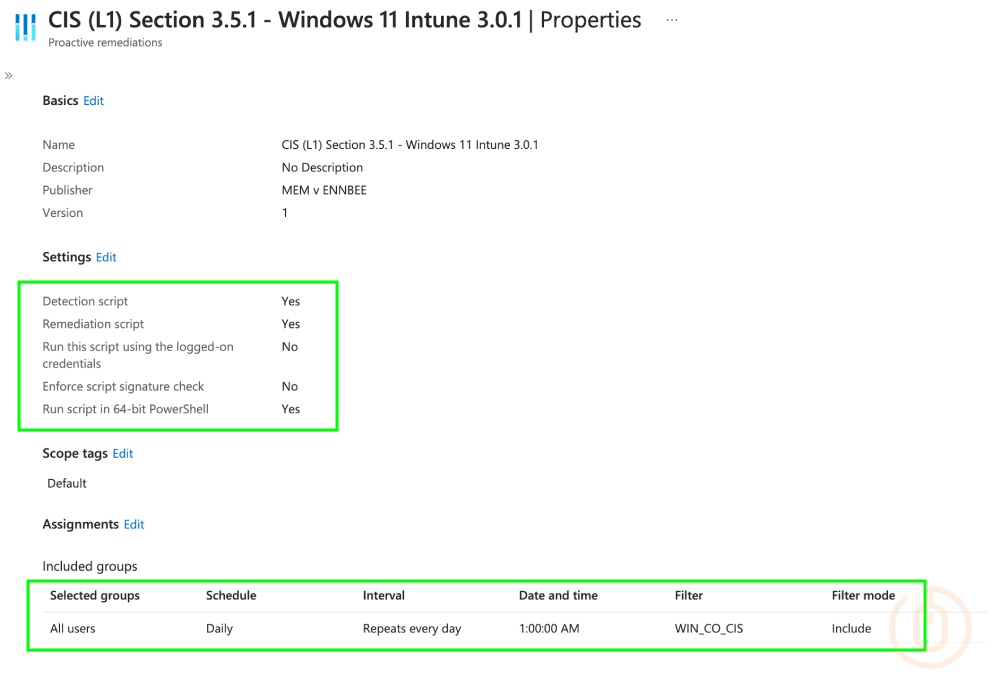 CIS (L1) Section 3.5.1 - Windows 11 Intune 3.0.1 | Properties ...
Proactive remediations
»
Basics Edit
Name CIS (L1) Section 3.5.1 - Windows 11 Intune 3.0.1
Description No Description
Publisher MEM v ENNBEE
Version 1
Settings Edit
Detection script Yes
Remediation script Yes
Run this script using the logged-on No
credentials
Enforce script signature check No
Run script in 64-bit PowerShell Yes
Scope tags Edit
Default
Assignments Edit
Included groups
Selected groups Schedule Interval Date and time Filter Filter mode
All users Daily Repeats every day 1:00:00 AM WIN_CO_CIS Include